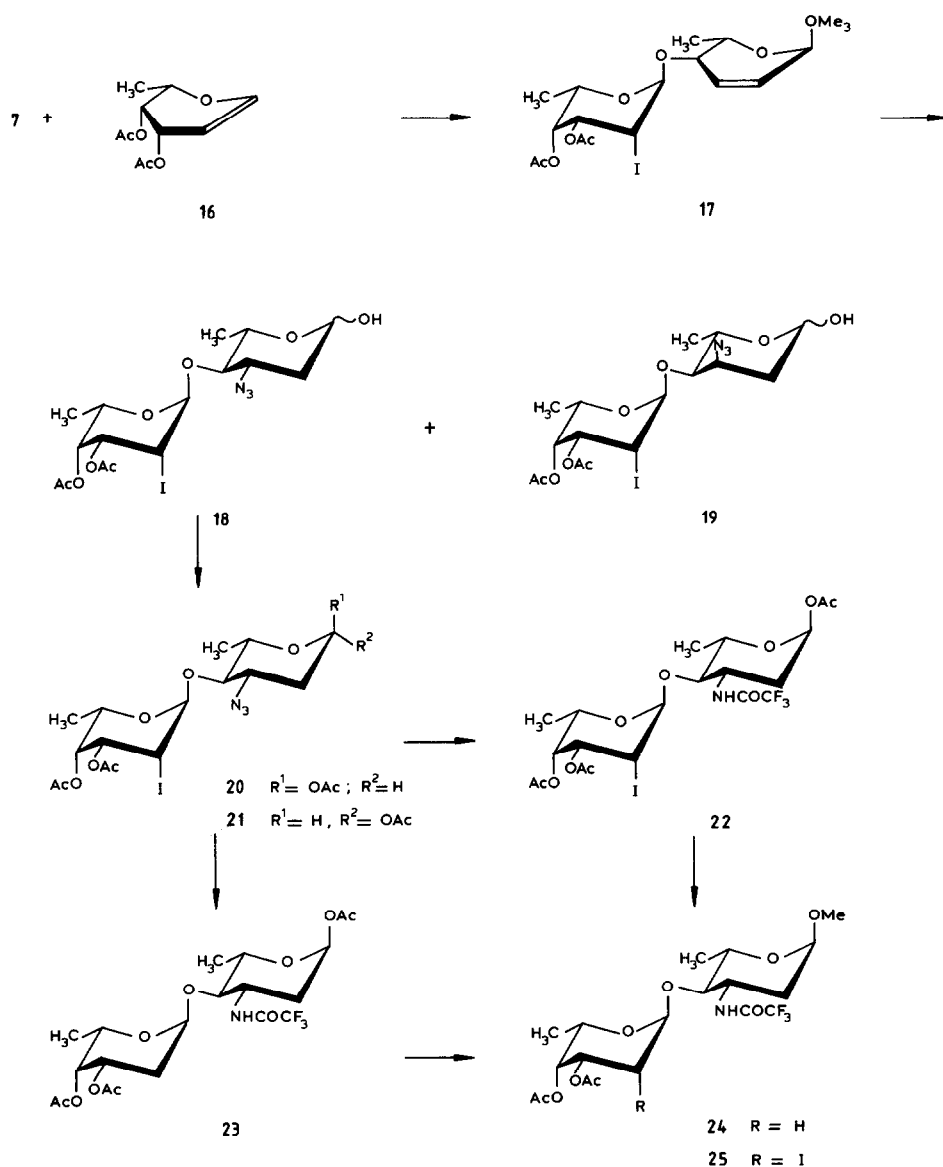 OMe3
H3C
O
O
7 +
H3C
O
H3C
O
AcO
AcO
OAc
AcO
I
16
17
OH
OH
H3C
O
H3C
O
N3
O
N3
O
H3C
O
H3C
O
+
OAc
AcO
I
OAc
AcO
I
18
19
R1
R2
OAc
H3C
O
H3C
O
O
N3
O
NHCOCF3
H3C
O
H3C
O
OAc
AcO
I
OAc
AcO
I
20 R1 = OAc ; R2 = H
21 R1 = H , R2 = OAc
22
OAc
OMe
H3C
O
H3C
O
O
NHCOCF3
O
NHCOCF3
H3C
O
H3C
O
AcO
OAc
OAc
AcO
R
23
24 R = H
25 R = I